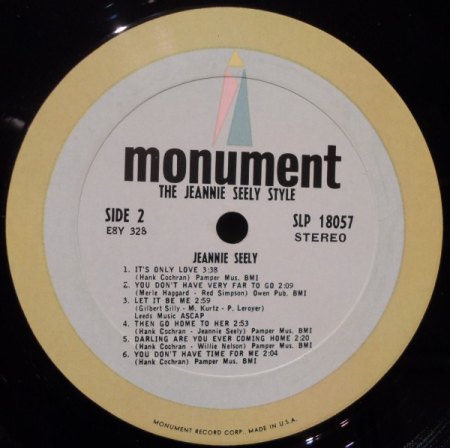 monument
THE JEANNIE SEELY STYLE
SIDE 2
E8Y 328
SLP 18057
STEREO
JEANNIE SEELY
1. IT'S ONLY LOVE 3:38
(Hank Cochran) Pamper Mus. BMI
2. YOU DON'T HAVE VERY FAR TO GO 2:09
(Merle Haggard - Red Simpson) Owen Pub. BMI
3. LET IT BE ME 2:59
(Gilbert Silly - M. Kurtz - P. Leroyer)
Leeds Music ASCAP
4. THEN GO HOME TO HER 2:53
(Hank Cochran - Jeannie Seely) Pamper Mus. BMI
5. DARLING ARE YOU EVER COMING HOME 2:20
(Hank Cochran - Willie Nelson) Pamper Mus. BMI
6. YOU DON'T HAVE TIME FOR ME 2:04
(Hank Cochran) Pamper Mus. BMI
MONUMENT RECORD CORP., MADE IN U.S.A.